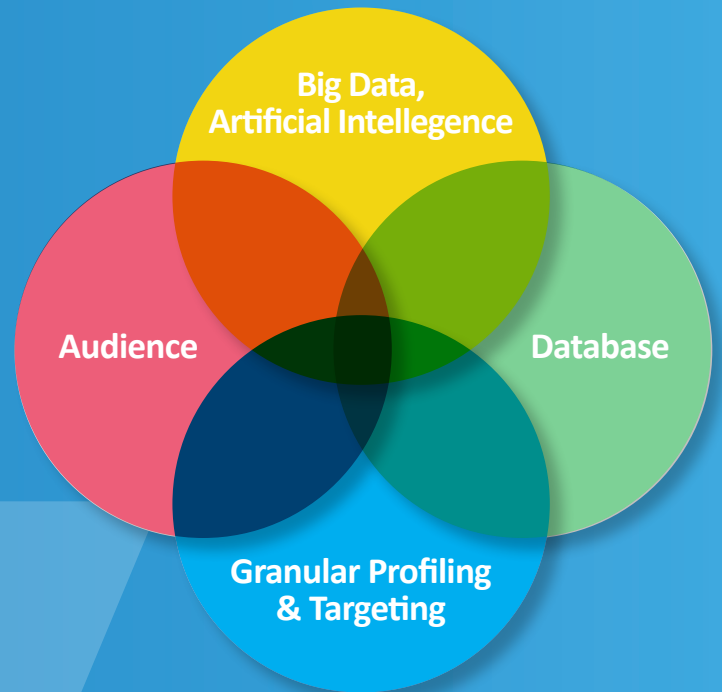 Big Data,
Artificial Intellegence
Audience
Database
Granular Profiling
& Targeting